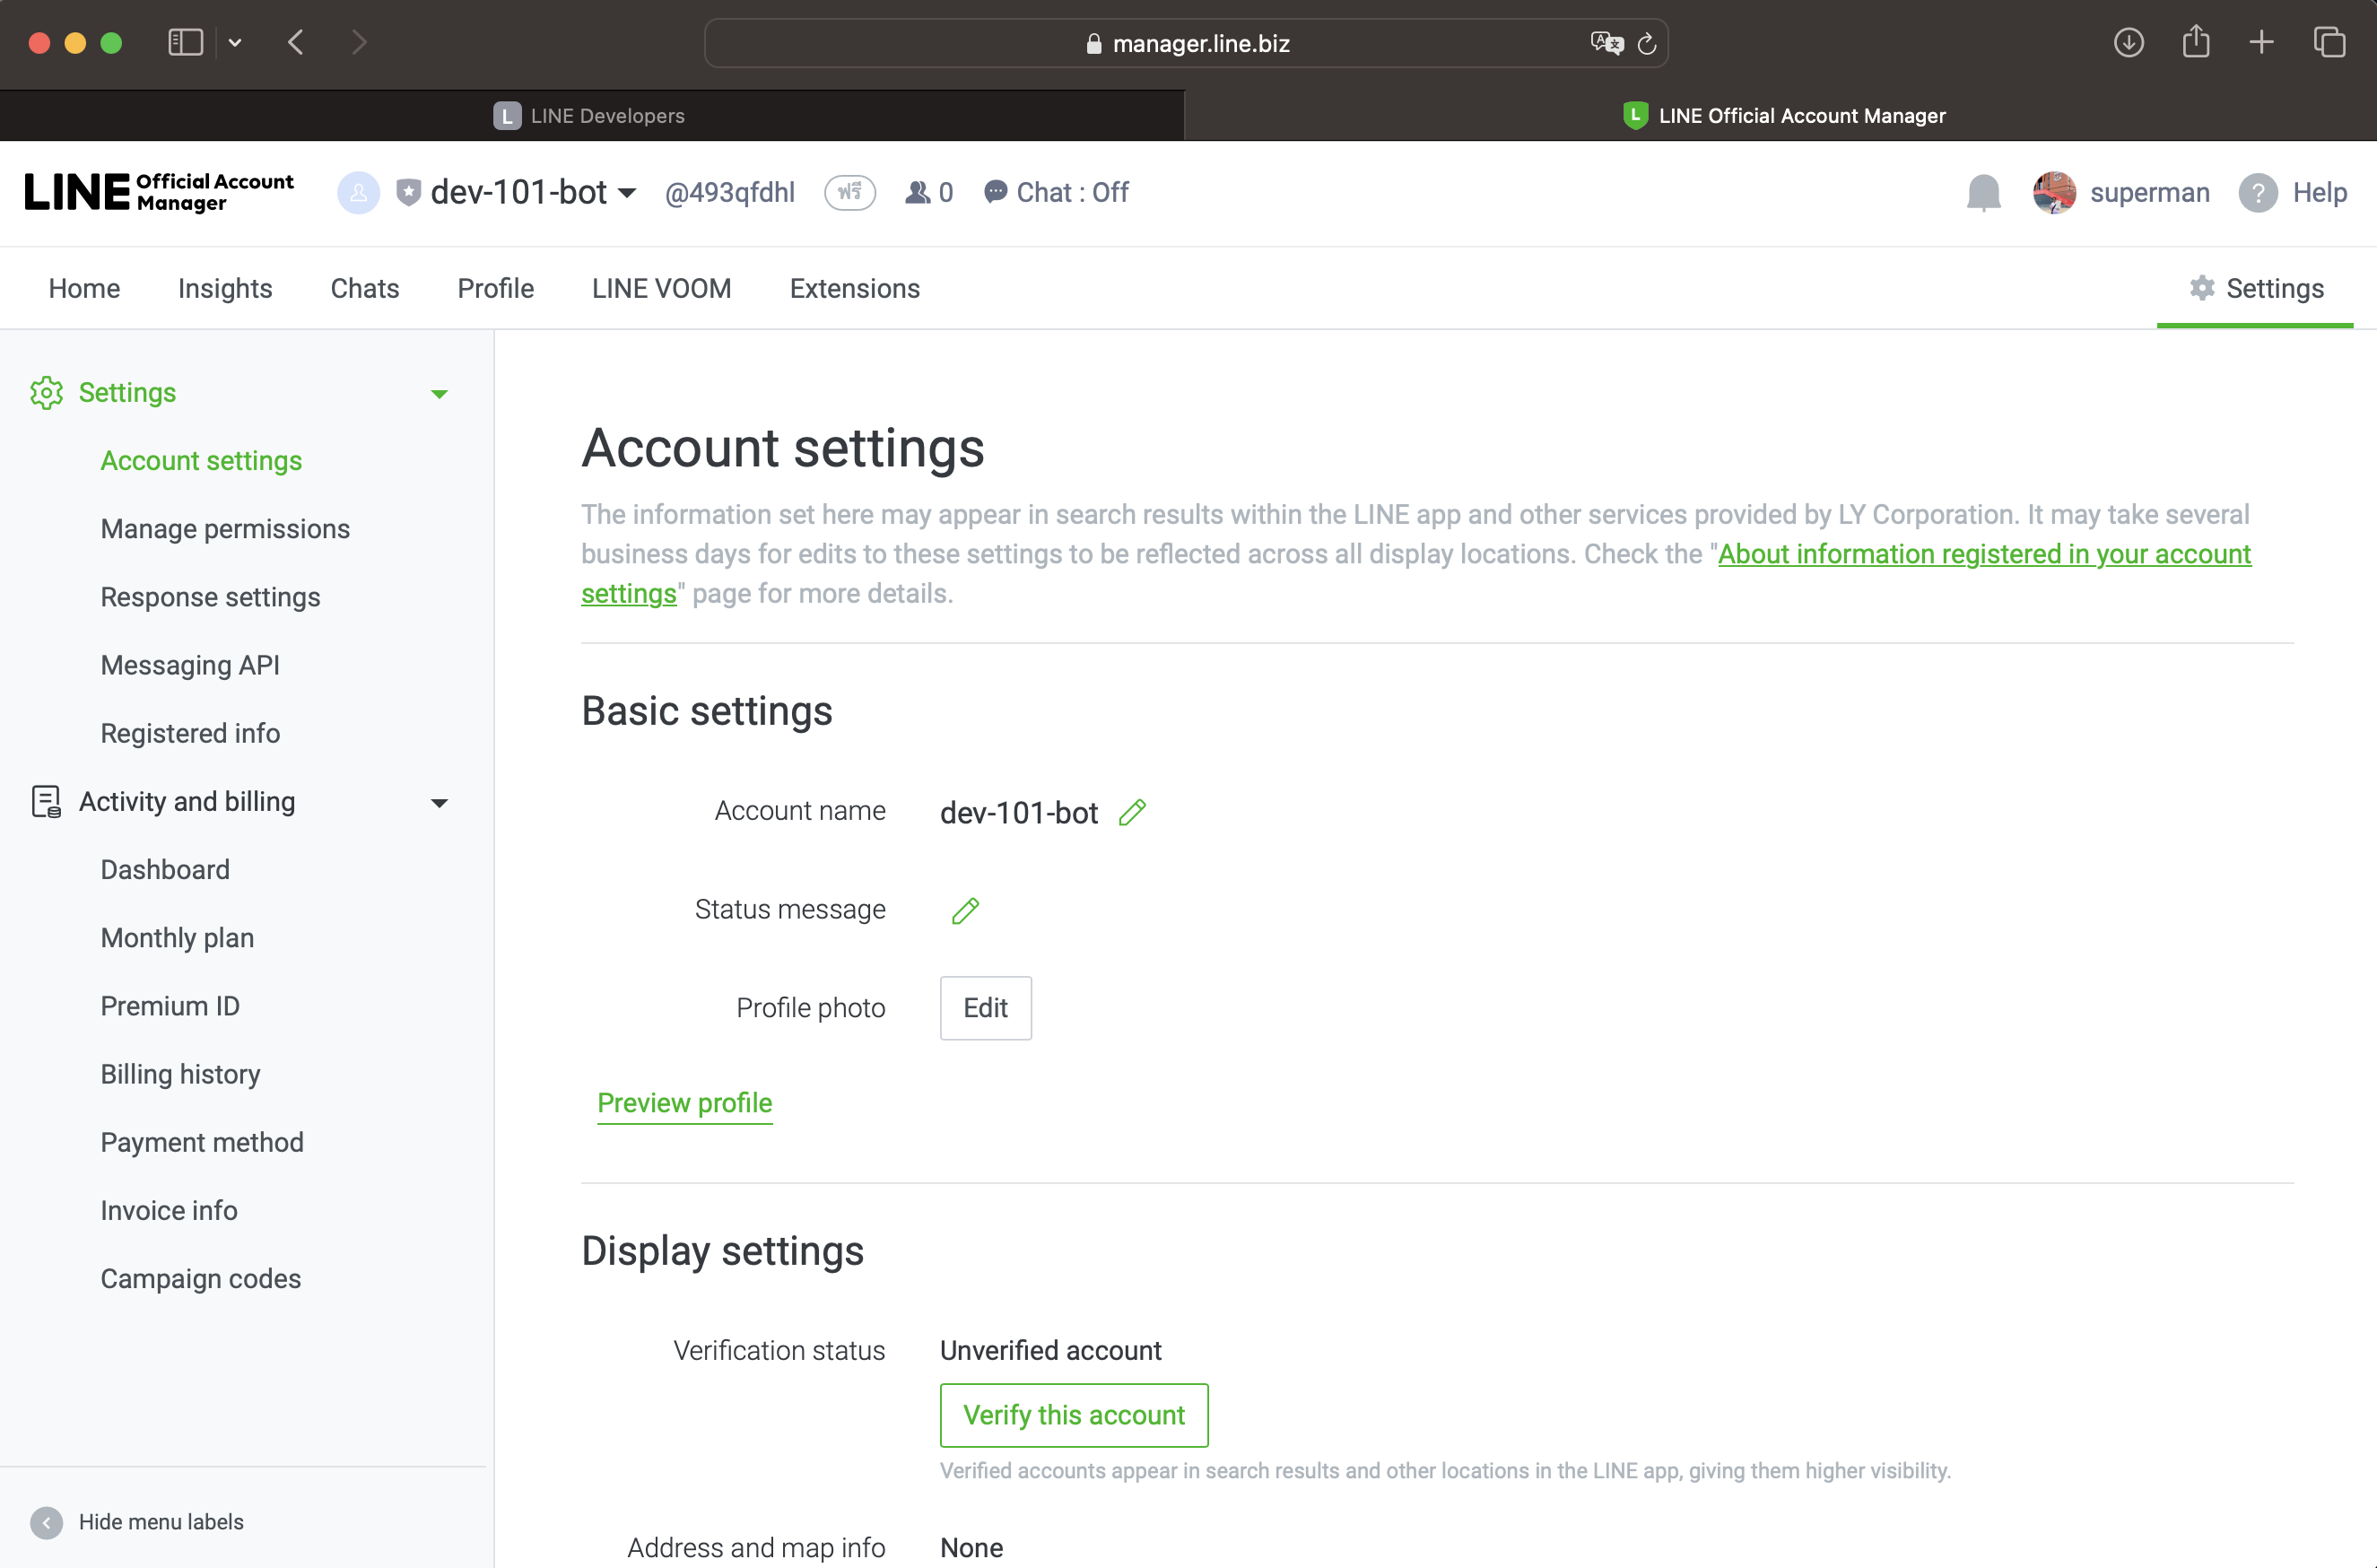 manager.line.biz
L LINE Developers
L LINE Official Account Manager
LINE Official Account Manager
dev-101-bot
@493qfdhl
ฟรี
0
Chat : Off
superman
? Help
Home
Insights
Chats
Profile
LINE VOOM
Extensions
Settings
Settings
Account settings
Manage permissions
Response settings
Messaging API
Registered info
Activity and billing
Dashboard
Monthly plan
Premium ID
Billing history
Payment method
Invoice info
Campaign codes
Hide menu labels
Account settings
The information set here may appear in search results within the LINE app and other services provided by LY Corporation. It may take several
business days for edits to these settings to be reflected across all display locations. Check the "About information registered in your account
settings" page for more details.
Basic settings
Account name dev-101-bot
Status message
Profile photo Edit
Preview profile
Display settings
Verification status Unverified account
Verify this account
Verified accounts appear in search results and other locations in the LINE app, giving them higher visibility.
Address and map info None